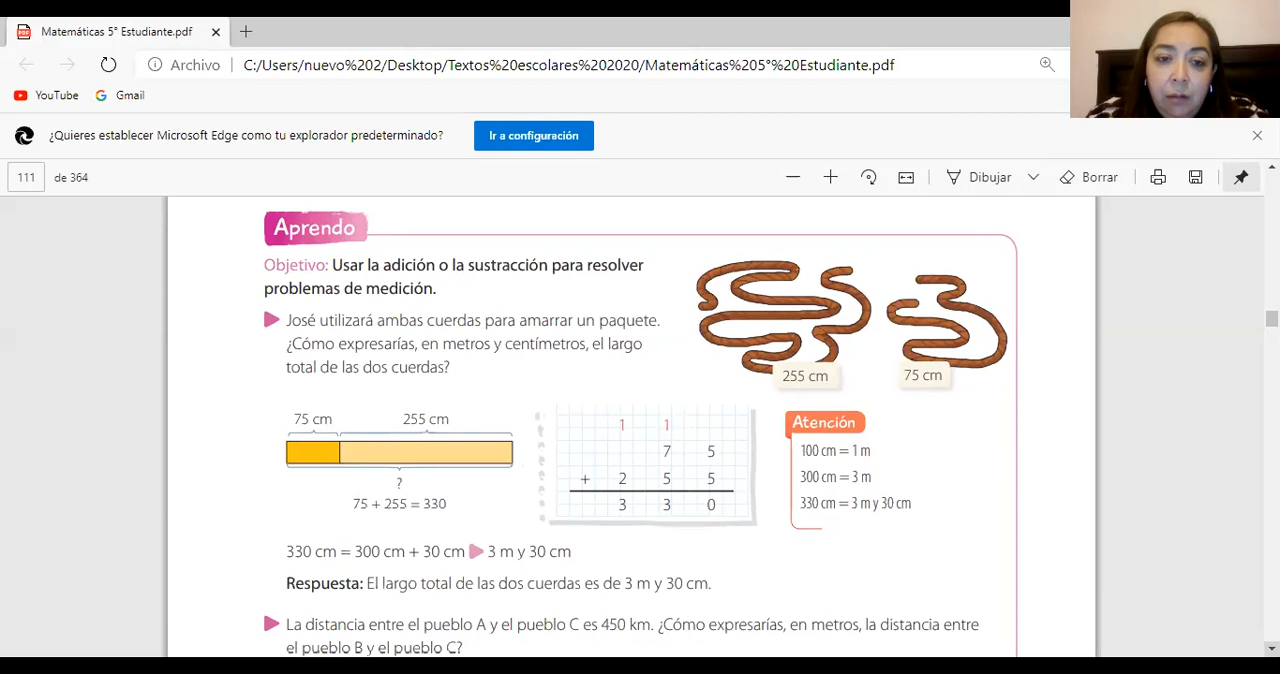 Matemáticas 5° Estudiante.pdf
Archivo C:/Users/nuevo%202/Desktop/Textos%20escolares%202020/Matemáticas%205°%20Estudiante.pdf
YouTube Gmail
¿Quieres establecer Microsoft Edge como tu explorador predeterminado? Ir a configuración
111 de 364 Dibujar Borrar
Aprendo
Objetivo: Usar la adición o la sustracción para resolver
problemas de medición.
José utilizará ambas cuerdas para amarrar un paquete.
¿Cómo expresarías, en metros y centímetros, el largo
total de las dos cuerdas?
255 cm 75 cm
75 cm 255 cm
?
75 + 255 = 330
1 1
7 5
+ 2 5 5
3 3 0
Atención
100 cm = 1 m
300 cm = 3 m
330 cm = 3 m y 30 cm
330 cm = 300 cm + 30 cm 3 m y 30 cm
Respuesta: El largo total de las dos cuerdas es de 3 m y 30 cm.
La distancia entre el pueblo A y el pueblo C es 450 km. ¿Cómo expresarías, en metros, la distancia entre
el pueblo B y el pueblo C?